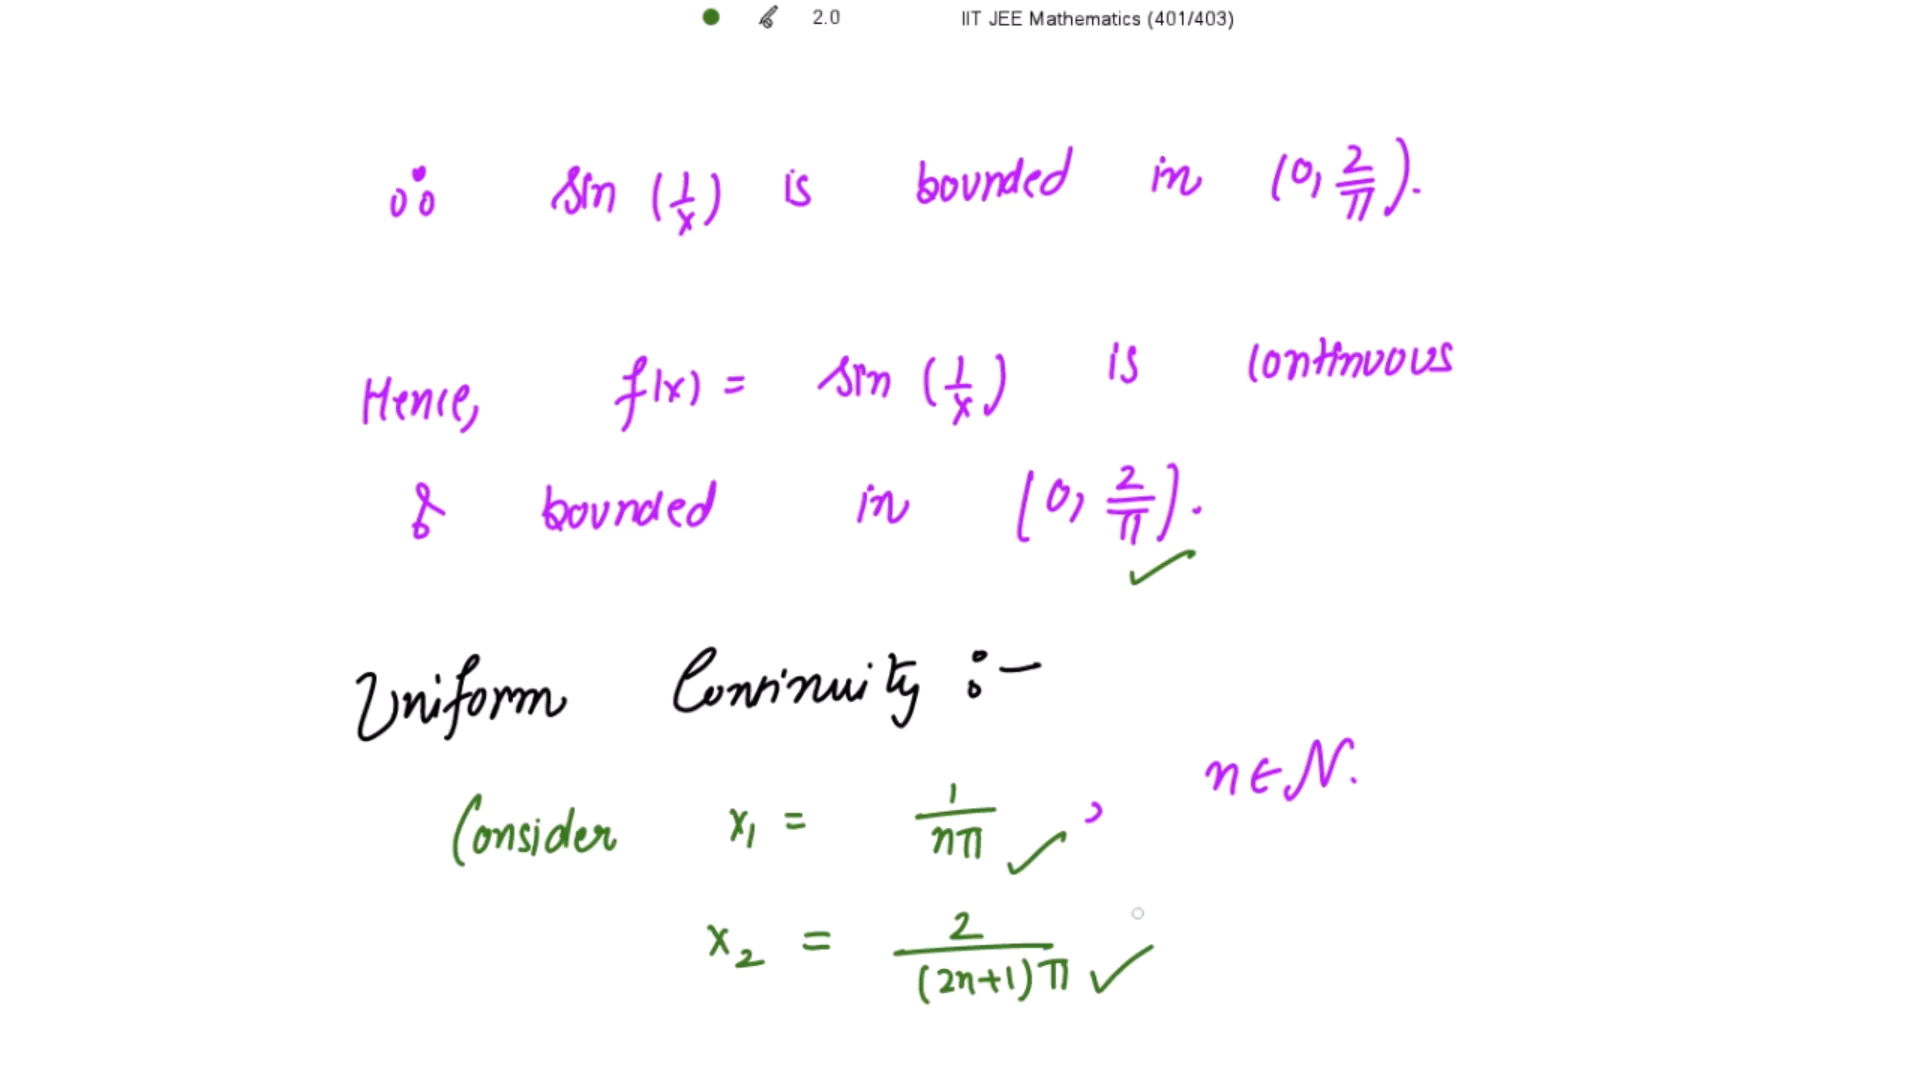 2.0 IIT JEE Mathematics (401/403)
∴ sin (1/x) is bounded in (0, 2/π).
Hence, f(x) = sin (1/x) is continuous
& bounded in (0, 2/π).
Uniform Continuity :-
Consider x₁ = 1/nπ , n ∈ N.
x₂ = 2/(2n+1)π